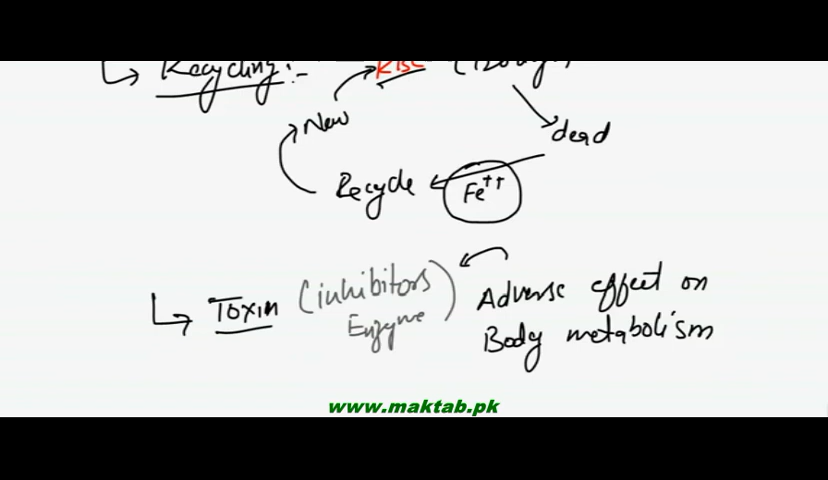 ↳ Recycling:- RBC
New
dead
Recycle Fe++
↳ Toxin (inhibitors Enzyme) Adverse effect on
Body metabolism
www.maktab.pk